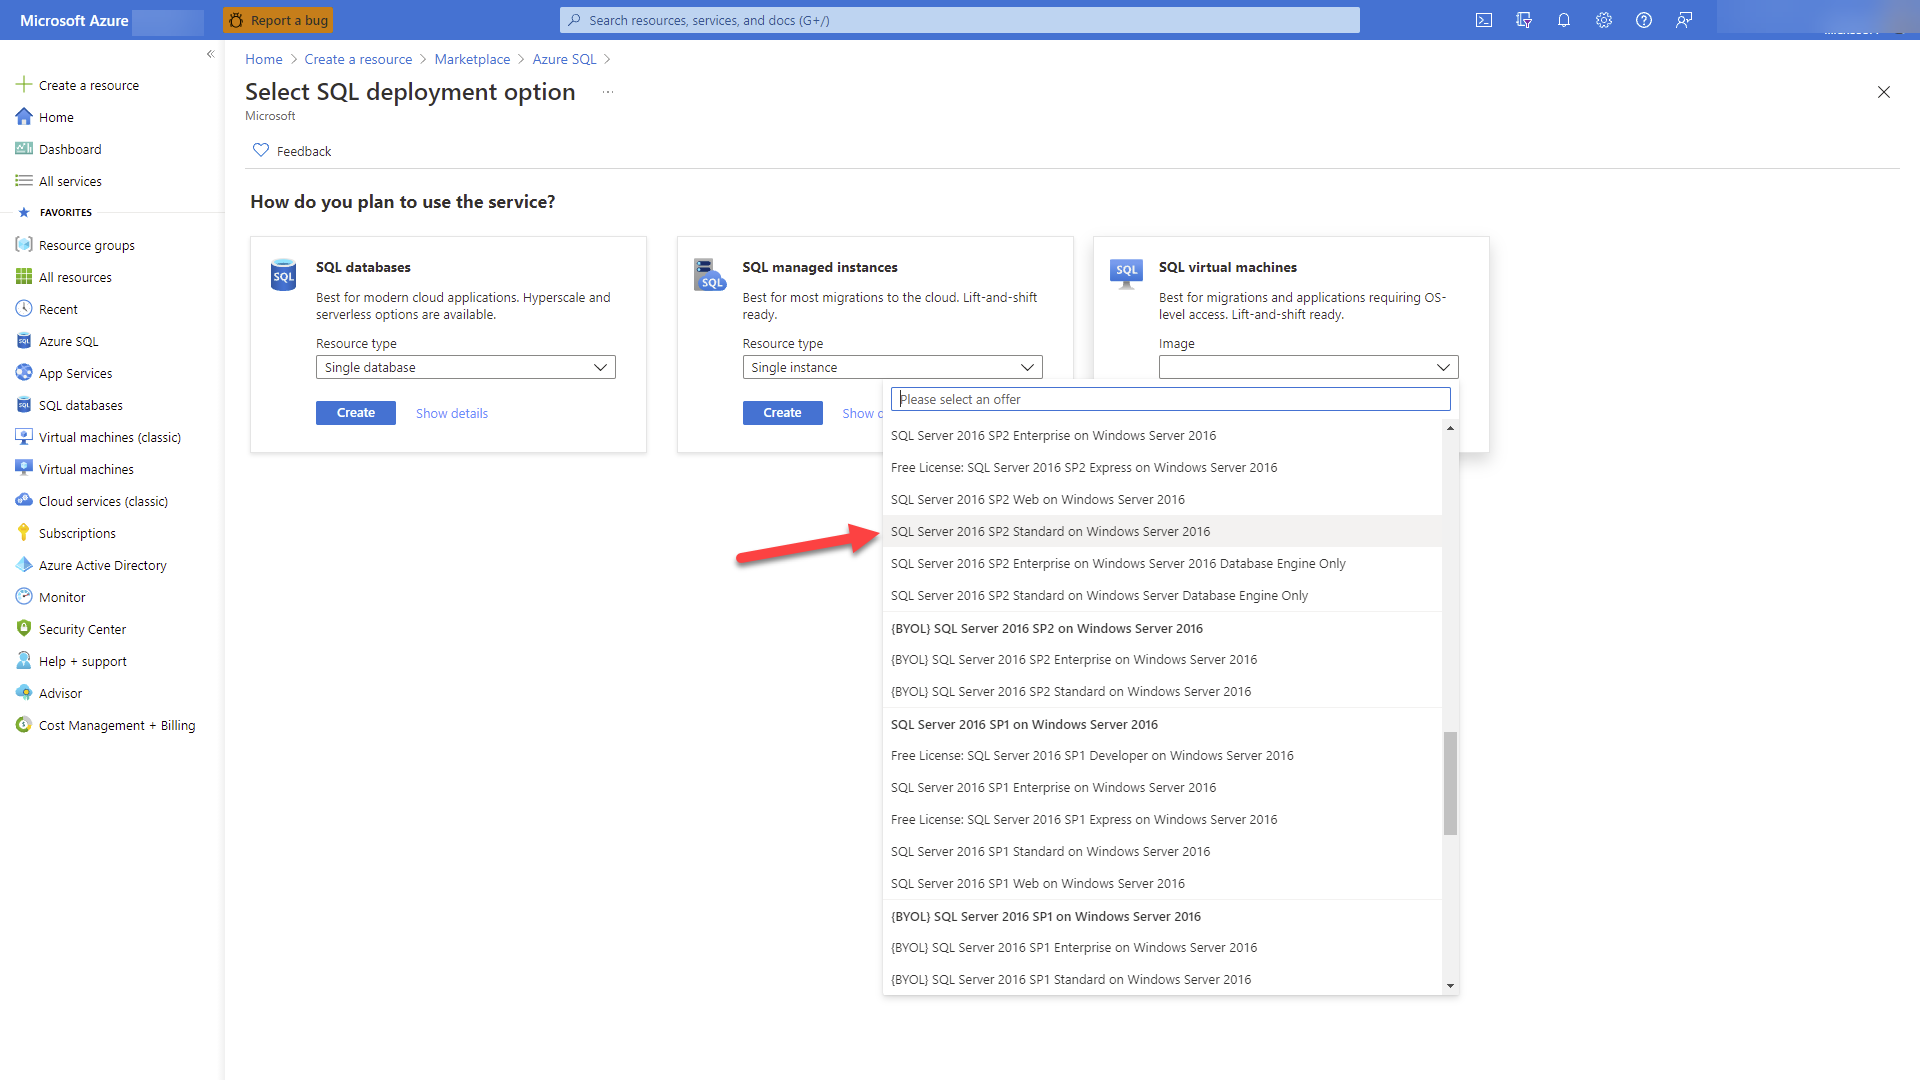 Microsoft Azure
Report a bug
Search resources, services, and docs (G+/)
Create a resource
Home
Dashboard
All services
FAVORITES
Resource groups
All resources
Recent
Azure SQL
App Services
SQL databases
Virtual machines (classic)
Virtual machines
Cloud services (classic)
Subscriptions
Azure Active Directory
Monitor
Security Center
Help + support
Advisor
Cost Management + Billing
Home > Create a resource > Marketplace > Azure SQL >
Select SQL deployment option ...
Microsoft
Feedback
How do you plan to use the service?
SQL
SQL databases
Best for modern cloud applications. Hyperscale and
serverless options are available.
Resource type
Single database
Create
Show details
SQL
SQL managed instances
Best for most migrations to the cloud. Lift-and-shift
ready.
Resource type
Single instance
Create
Show
SQL
SQL virtual machines
Best for migrations and applications requiring OS-
level access. Lift-and-shift ready.
Image
Please select an offer
SQL Server 2016 SP2 Enterprise on Windows Server 2016
Free License: SQL Server 2016 SP2 Express on Windows Server 2016
SQL Server 2016 SP2 Web on Windows Server 2016
SQL Server 2016 SP2 Standard on Windows Server 2016
SQL Server 2016 SP2 Enterprise on Windows Server 2016 Database Engine Only
SQL Server 2016 SP2 Standard on Windows Server Database Engine Only
{BYOL} SQL Server 2016 SP2 on Windows Server 2016
{BYOL} SQL Server 2016 SP2 Enterprise on Windows Server 2016
{BYOL} SQL Server 2016 SP2 Standard on Windows Server 2016
SQL Server 2016 SP1 on Windows Server 2016
Free License: SQL Server 2016 SP1 Developer on Windows Server 2016
SQL Server 2016 SP1 Enterprise on Windows Server 2016
Free License: SQL Server 2016 SP1 Express on Windows Server 2016
SQL Server 2016 SP1 Standard on Windows Server 2016
SQL Server 2016 SP1 Web on Windows Server 2016
{BYOL} SQL Server 2016 SP1 on Windows Server 2016
{BYOL} SQL Server 2016 SP1 Enterprise on Windows Server 2016
{BYOL} SQL Server 2016 SP1 Standard on Windows Server 2016